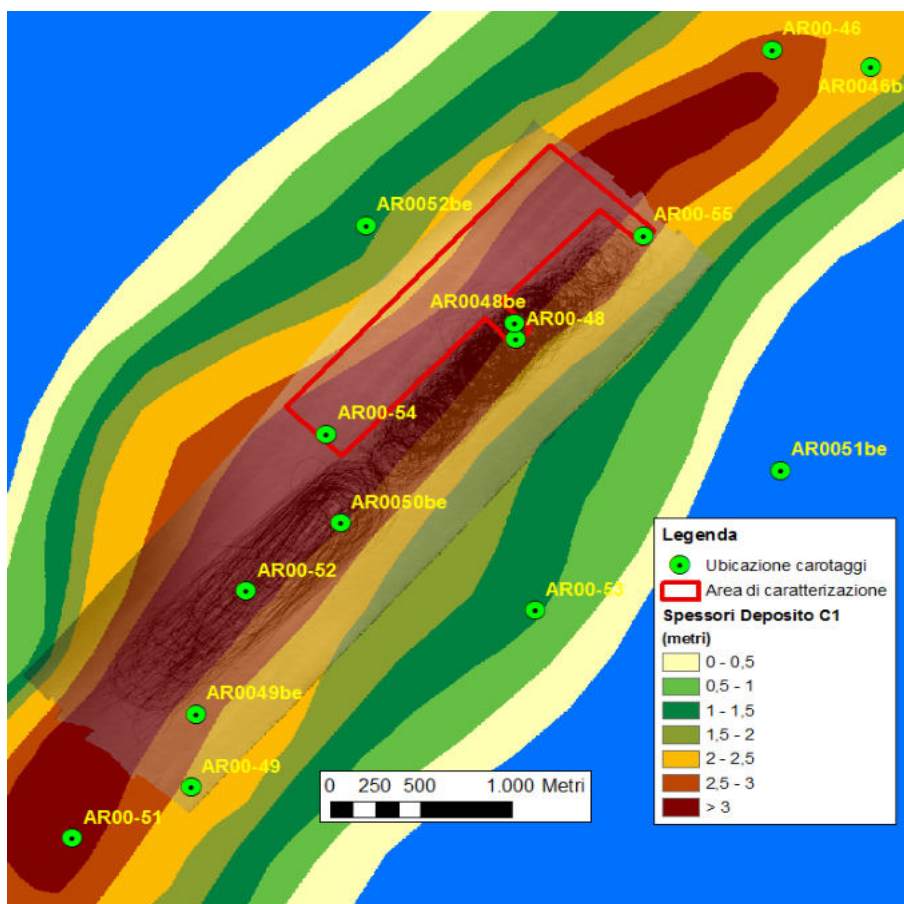 AR00-46
AR0046b
AR0052be
AR00-55
AR0048be
AR00-48
AR00-54
AR0051be
AR0050be
AR00-52
AR00-53
AR0049be
AR00-49
AR00-51
0 250 500 1.000 Metri
Legenda
Ubicazione carotaggi
Area di caratterizazione
Spessori Deposito C1
(metri)
0 - 0,5
0,5 - 1
1 - 1,5
1,5 - 2
2 - 2,5
2,5 - 3
> 3